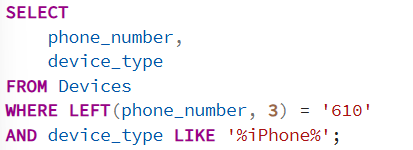 SELECT
    phone_number,
    device_type
FROM Devices
WHERE LEFT(phone_number, 3) = '610'
AND device_type LIKE '%iPhone%';